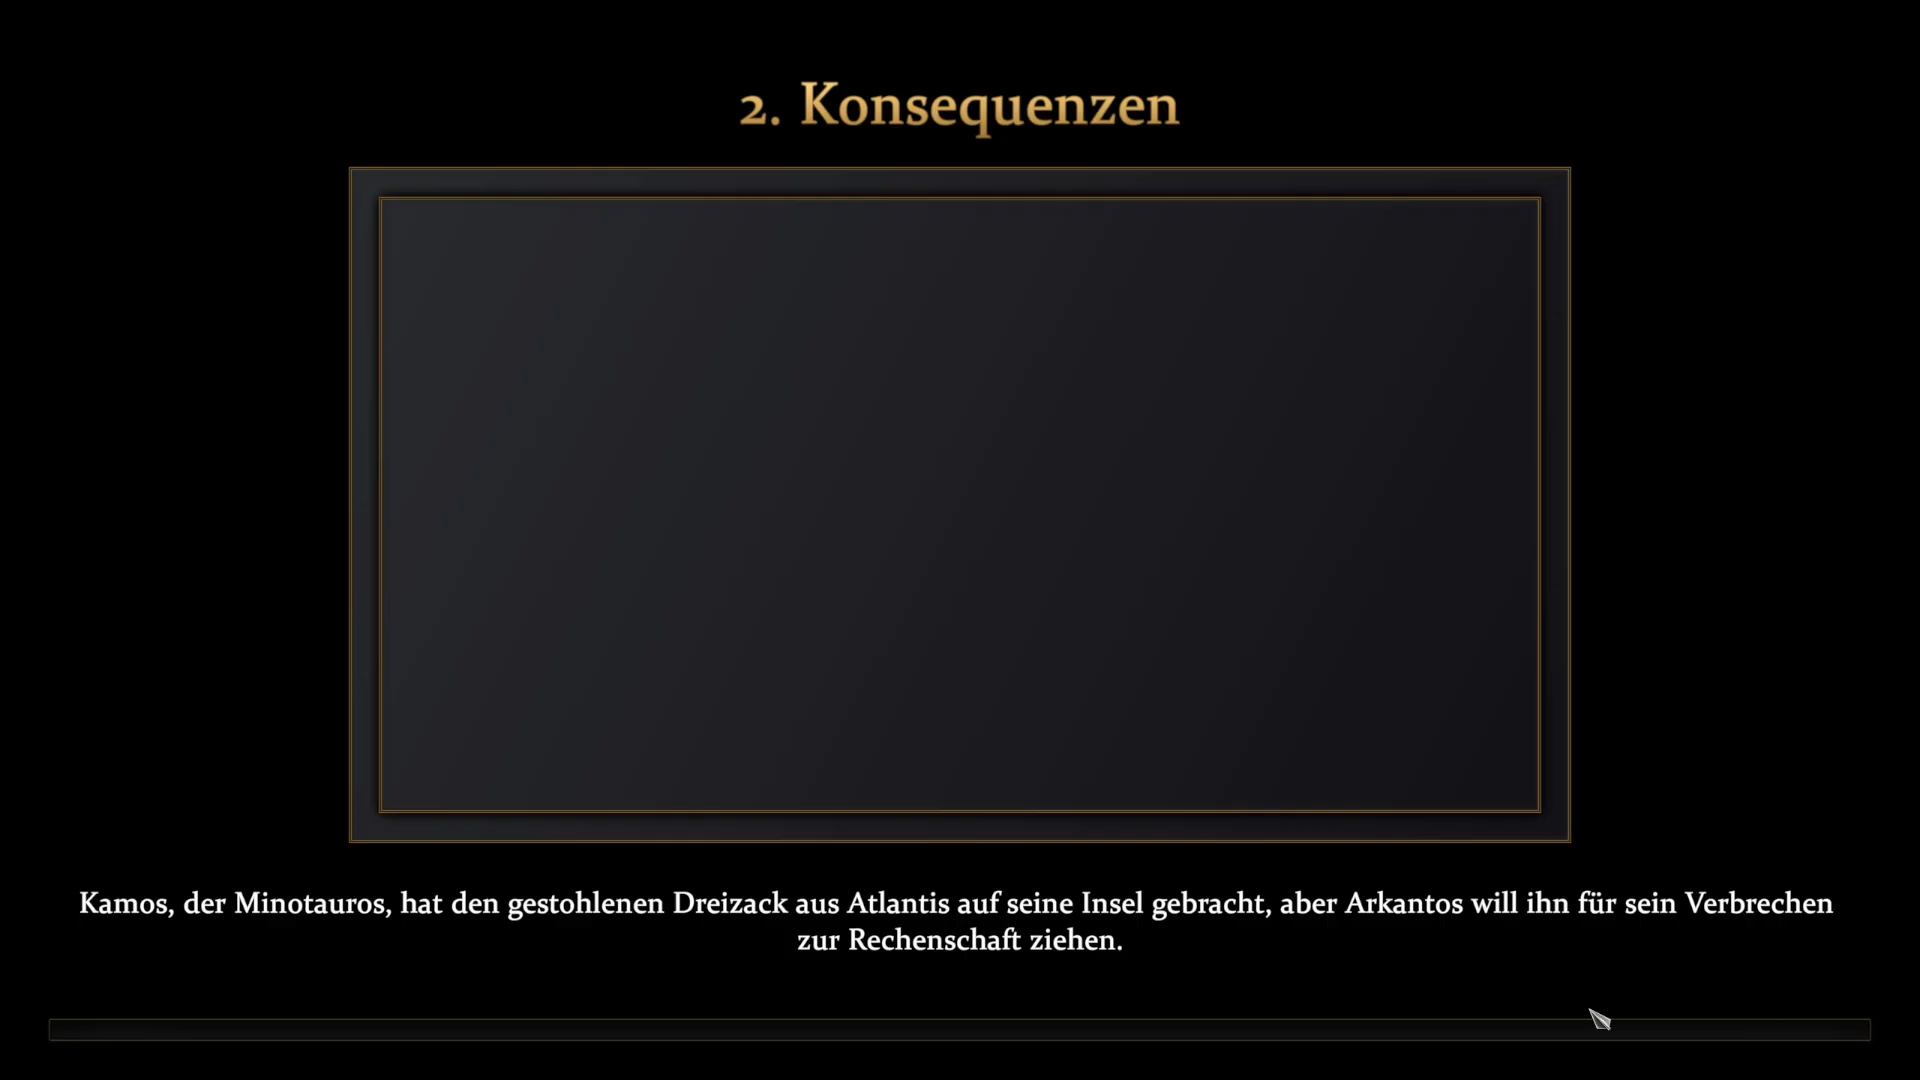 2. Konsequenzen
Kamos, der Minotauros, hat den gestohlenen Dreizack aus Atlantis auf seine Insel gebracht, aber Arkantos will ihn für sein Verbrechen
zur Rechenschaft ziehen.